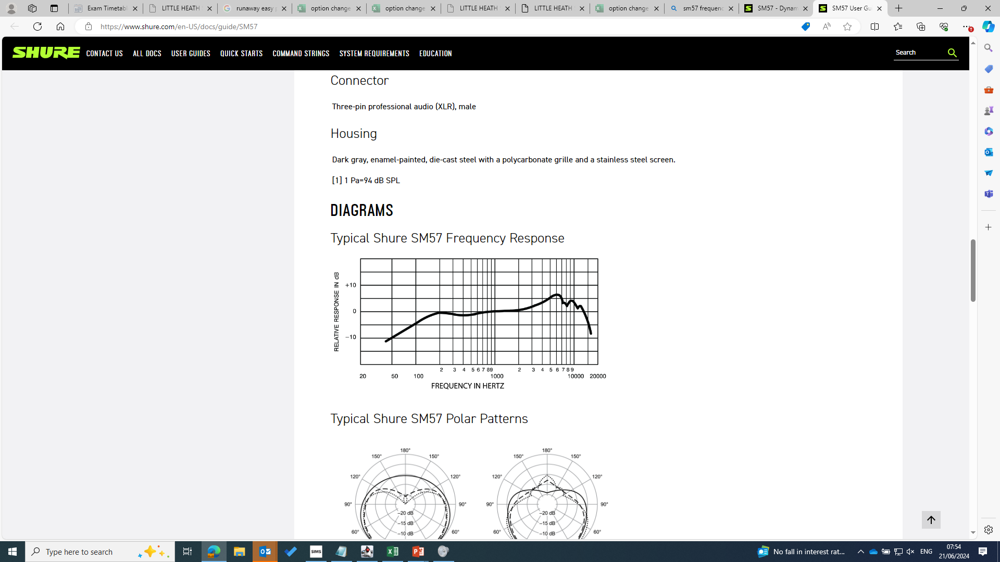 Exam Timetabl
LITTLE HEATH
runaway easy p
option change
option change
LITTLE HEATH
LITTLE HEATH
option change
sm57 frequenc
SM57 - Dynam
SM57 User Gu
https://www.shure.com/en-US/docs/guide/SM57
SHURE CONTACT US ALL DOCS USER GUIDES QUICK STARTS COMMAND STRINGS SYSTEM REQUIREMENTS EDUCATION Search
Connector
Three-pin professional audio (XLR), male
Housing
Dark gray, enamel-painted, die-cast steel with a polycarbonate grille and a stainless steel screen.
[1] 1 Pa=94 dB SPL
DIAGRAMS
Typical Shure SM57 Frequency Response
RELATIVE RESPONSE IN dB
+10
0
−10
2 3 4 5 6 7 8 9 2 3 4 5 6 7 8 9
20 50 100 1000 10000 20000
FREQUENCY IN HERTZ
Typical Shure SM57 Polar Patterns
180° 180°
150° 150° 150° 150°
120° 120° 120° 120°
90° 90° 90° 90°
−20 dB −20 dB
−15 dB −15 dB
60° −10 dB 60° 60° −10 dB 60°
Type here to search
SIMS
No fall in interest rat...
ENG
07:54
21/06/2024